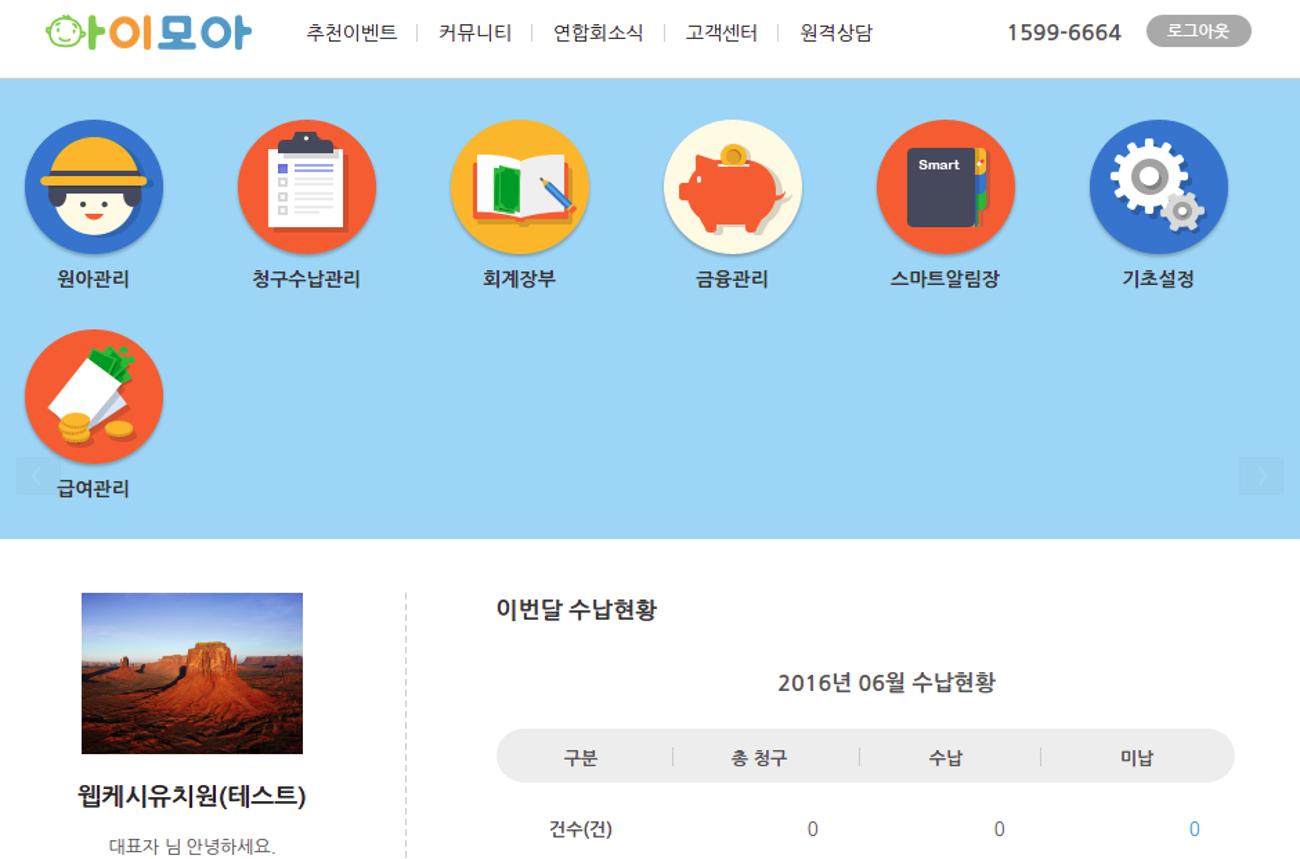 아이모아 추천이벤트 커뮤니티 연합회소식 고객센터 원격상담 1599-6664 로그아웃
Smart
원아관리 청구수납관리 회계장부 금융관리 스마트알림장 기초설정
급여관리
이번달 수납현황
2016년 06월 수납현황
구분 총 청구 수납 미납
웹케시유치원(테스트)
건수(건) 0 0 0
대표자 님 안녕하세요.